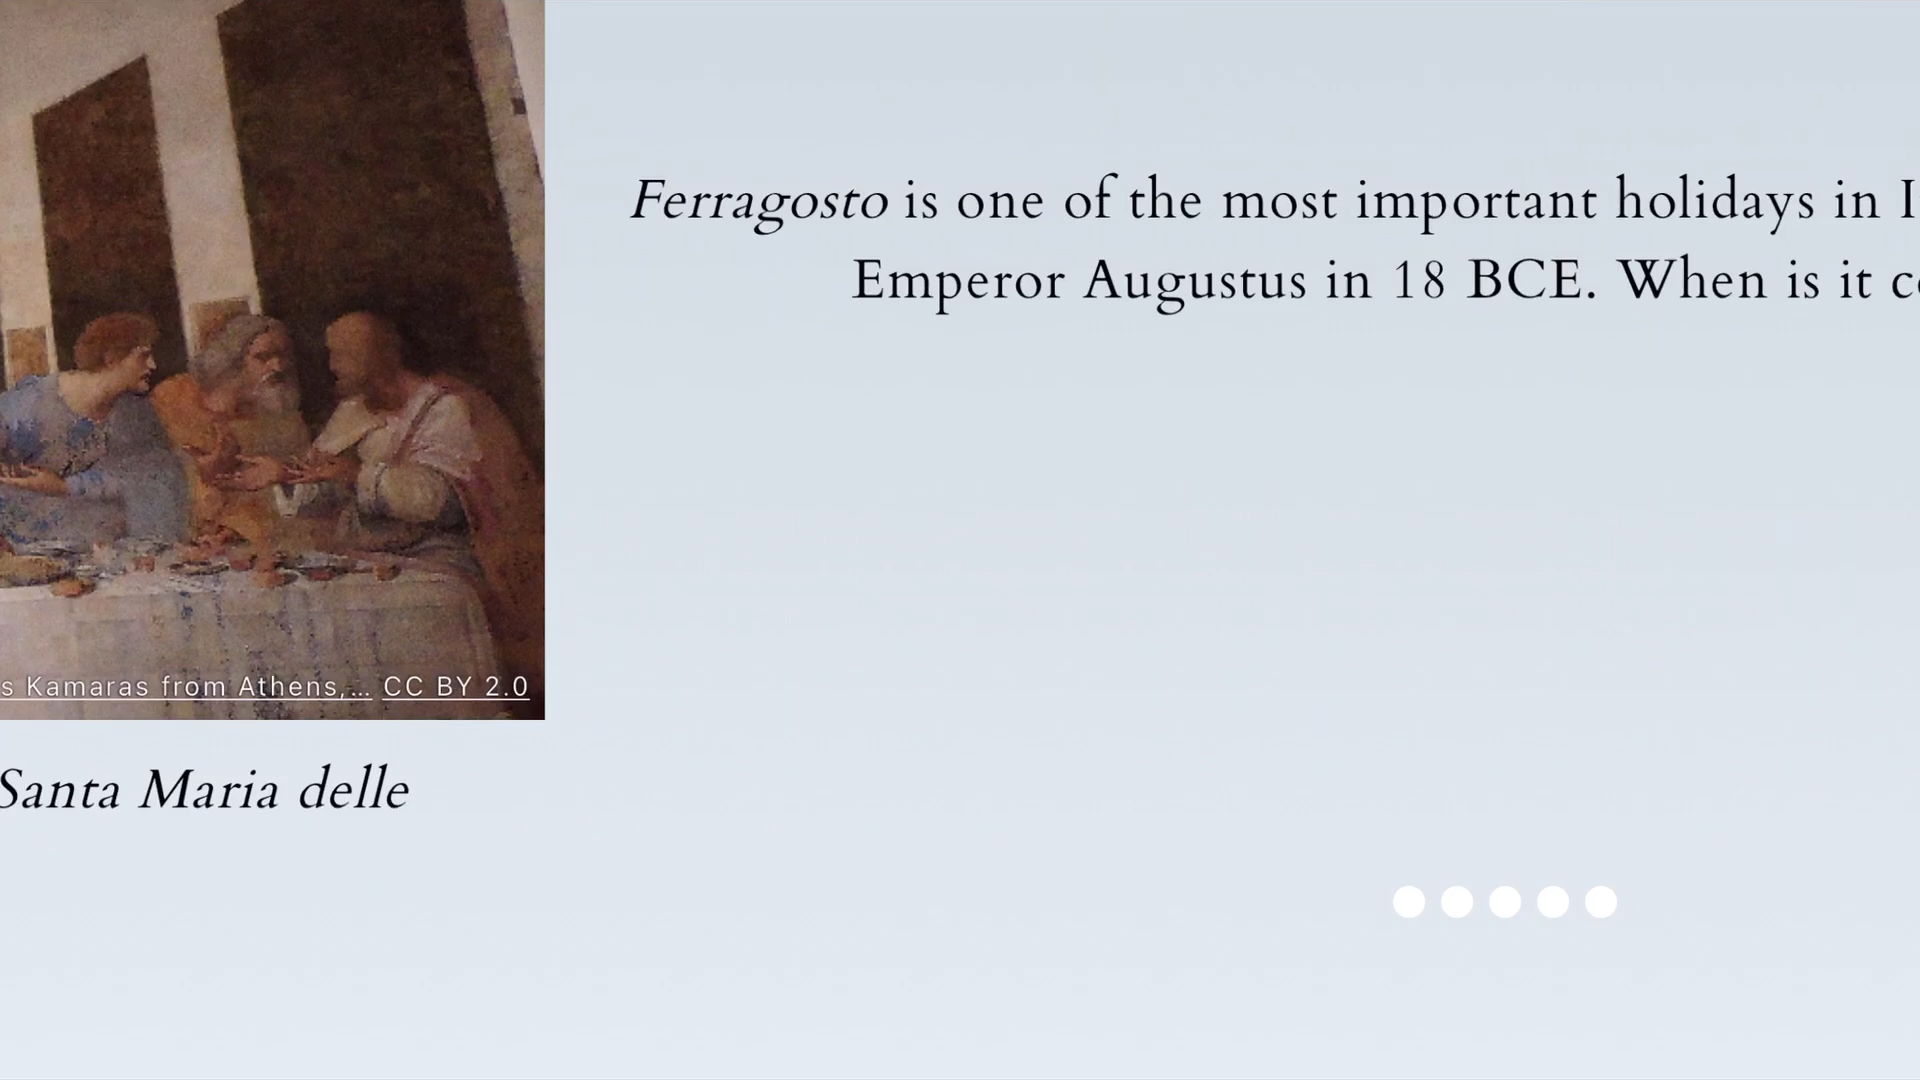 s Kamaras from Athens,... CC BY 2.0
Santa Maria delle
Ferragosto is one of the most important holidays in I
Emperor Augustus in 18 BCE. When is it c